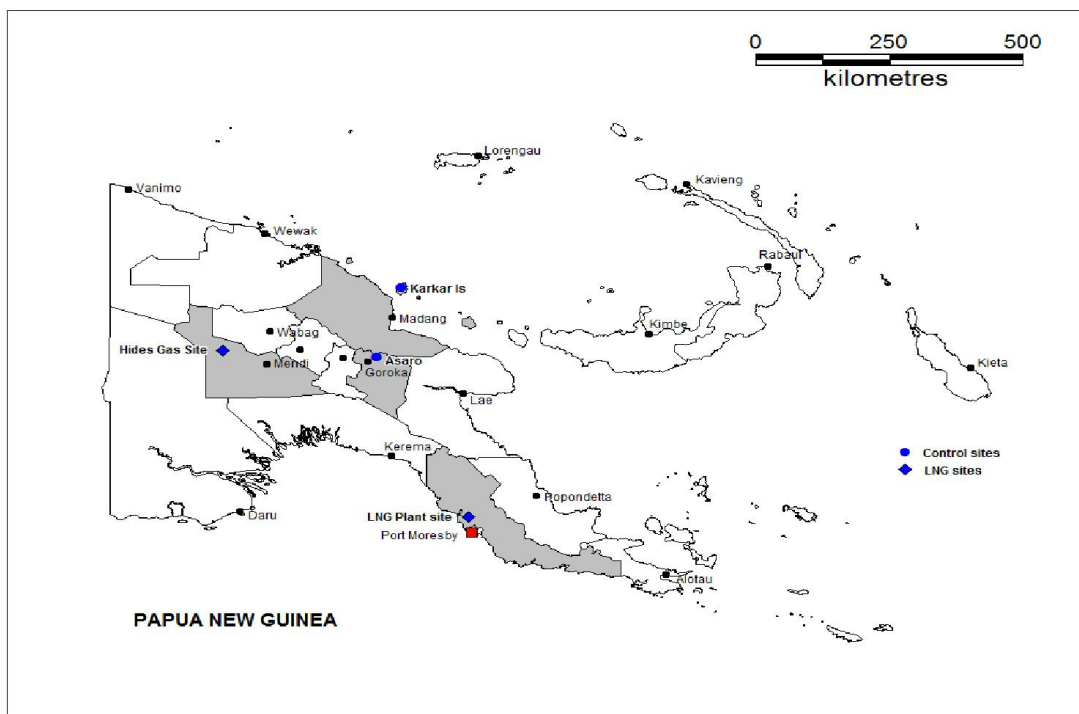 0 250 500
kilometres
Lorengau
Vanimo
Kavieng
Wewak
Rabaul
Karkar Is
Madang
Kimbe
Wabag
Hides Gas Site
Mendi
Asaro
Goroka
Kieta
Lae
Kerema
Control sites
LNG sites
Popondetta
LNG Plant site
Daru
Port Moresby
Alotau
PAPUA NEW GUINEA